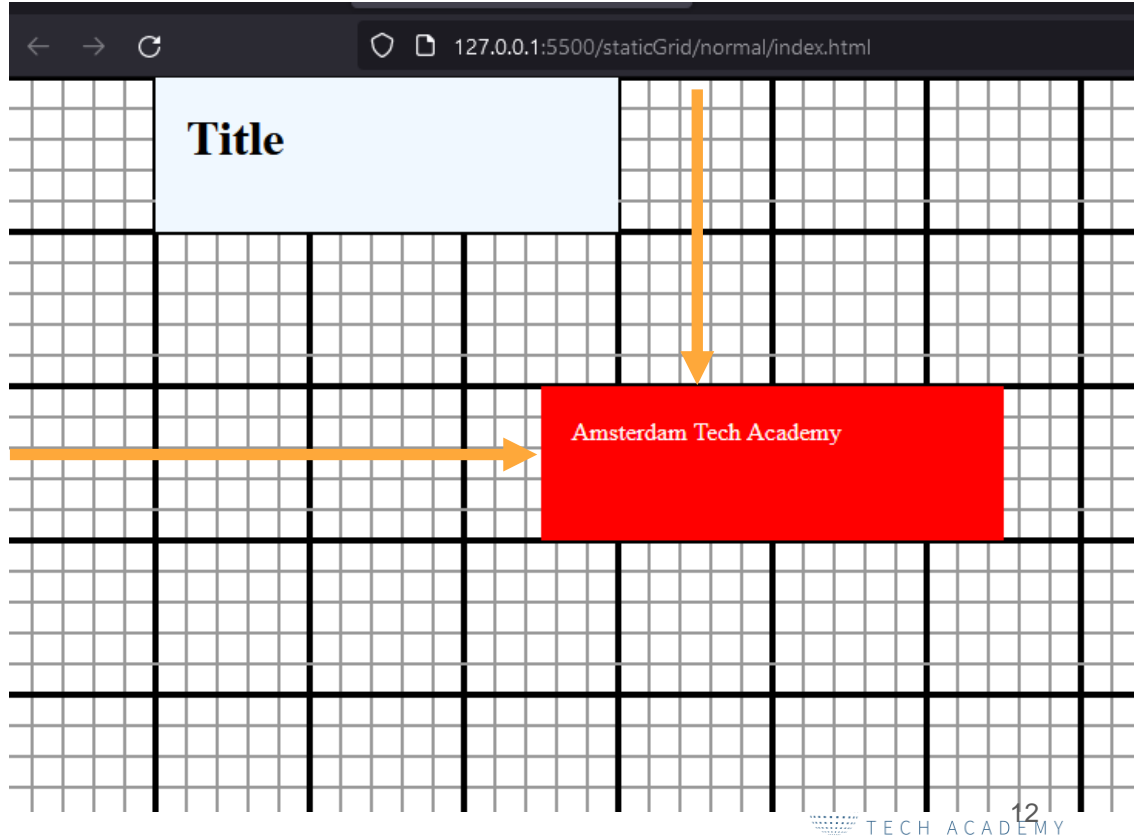 127.0.0.1:5500/staticGrid/normal/index.html
Title
Amsterdam Tech Academy
12
TECH ACADEMY